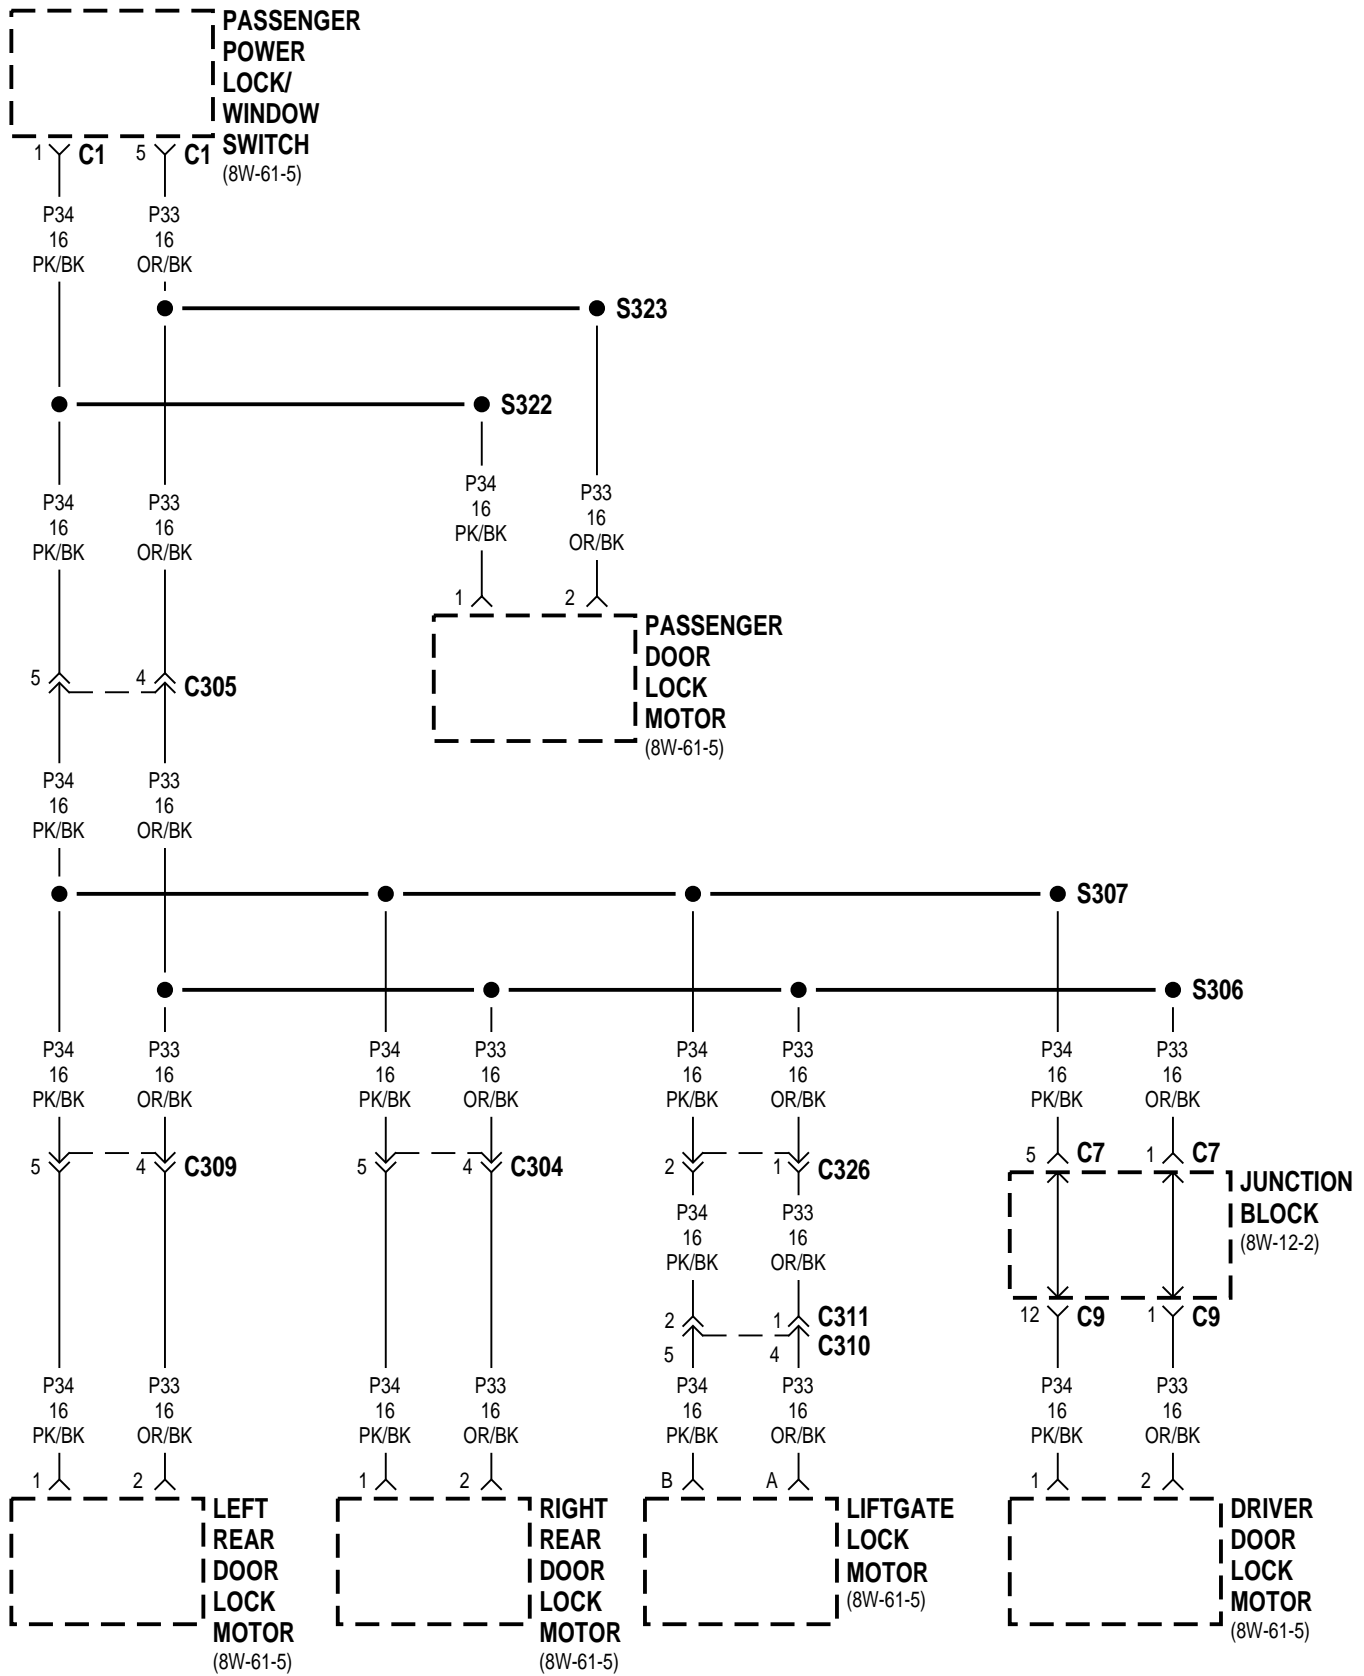 PASSENGER
POWER
LOCK/
WINDOW
SWITCH
(8W-61-5)
1 C1 5 C1
P34 P33
16 16
PK/BK OR/BK
S323
S322
P34 P33
16 16
PK/BK OR/BK
P34 P33
16 16
PK/BK OR/BK
1 2
PASSENGER
DOOR
LOCK
MOTOR
(8W-61-5)
5 4 C305
P34 P33
16 16
PK/BK OR/BK
S307
S306
P34 P33 P34 P33 P34 P33 P34 P33
16 16 16 16 16 16 16 16
PK/BK OR/BK PK/BK OR/BK PK/BK OR/BK PK/BK OR/BK
5 4 C309 5 4 C304 2 1 C326 5 C7 1 C7
JUNCTION
BLOCK
(8W-12-2)
P34 P33
16 16
PK/BK OR/BK
2 1 C311
5 4 C310
12 C9 1 C9
P34 P33 P34 P33 P34 P33 P34 P33
16 16 16 16 16 16 16 16
PK/BK OR/BK PK/BK OR/BK PK/BK OR/BK PK/BK OR/BK
1 2 1 2 B A 1 2
LEFT
REAR
DOOR
LOCK
MOTOR
(8W-61-5)
RIGHT
REAR
DOOR
LOCK
MOTOR
(8W-61-5)
LIFTGATE
LOCK
MOTOR
(8W-61-5)
DRIVER
DOOR
LOCK
MOTOR
(8W-61-5)